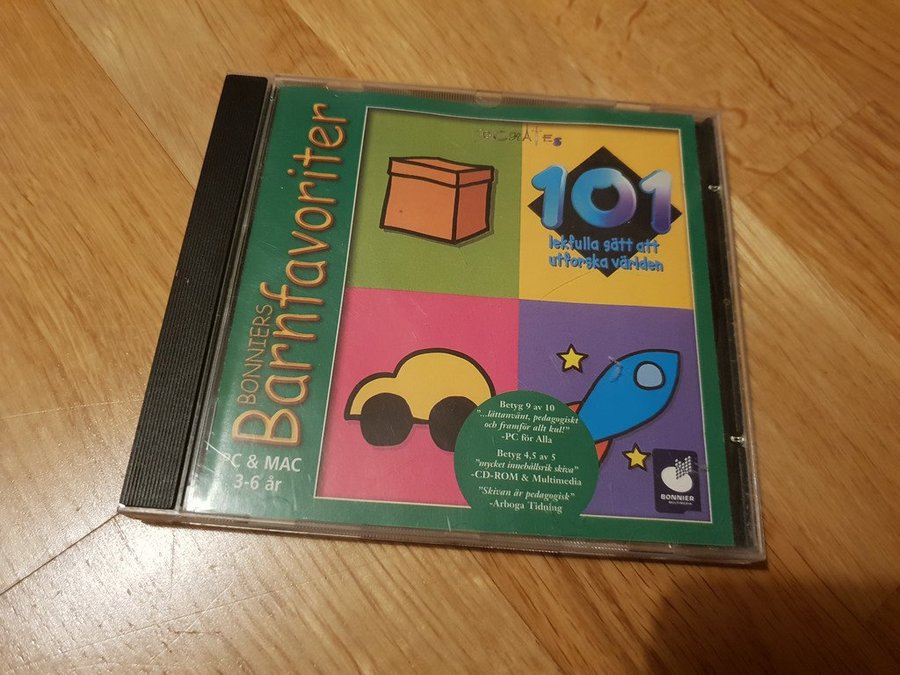 BONNIERS
Barnfavoriter
PC & MAC
3-6 år
101
lekfulla sätt att
utforska världen
Betyg 9 av 10
"...lättanvänt, pedagogiskt
och framför allt kul!"
-PC för Alla
Betyg 4,5 av 5
"mycket innehållsrik skiva"
-CD-ROM & Multimedia
"Skivan är pedagogisk"
-Arboga Tidning
BONNIER
MULTIMEDIA